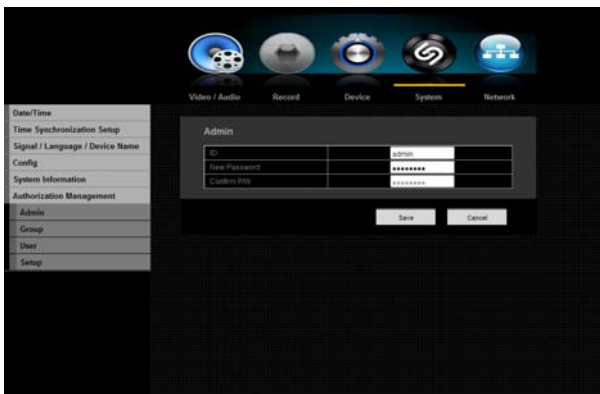 Video / Audio
Record
Device
System
Network
Date/Time
Time Synchronization Setup
Signal / Language / Device Name
Config
System Information
Authorization Management
Admin
Group
User
Setup
Admin
ID
admin
New Password
••••••••
Confirm P/W
••••••••
Save
Cancel